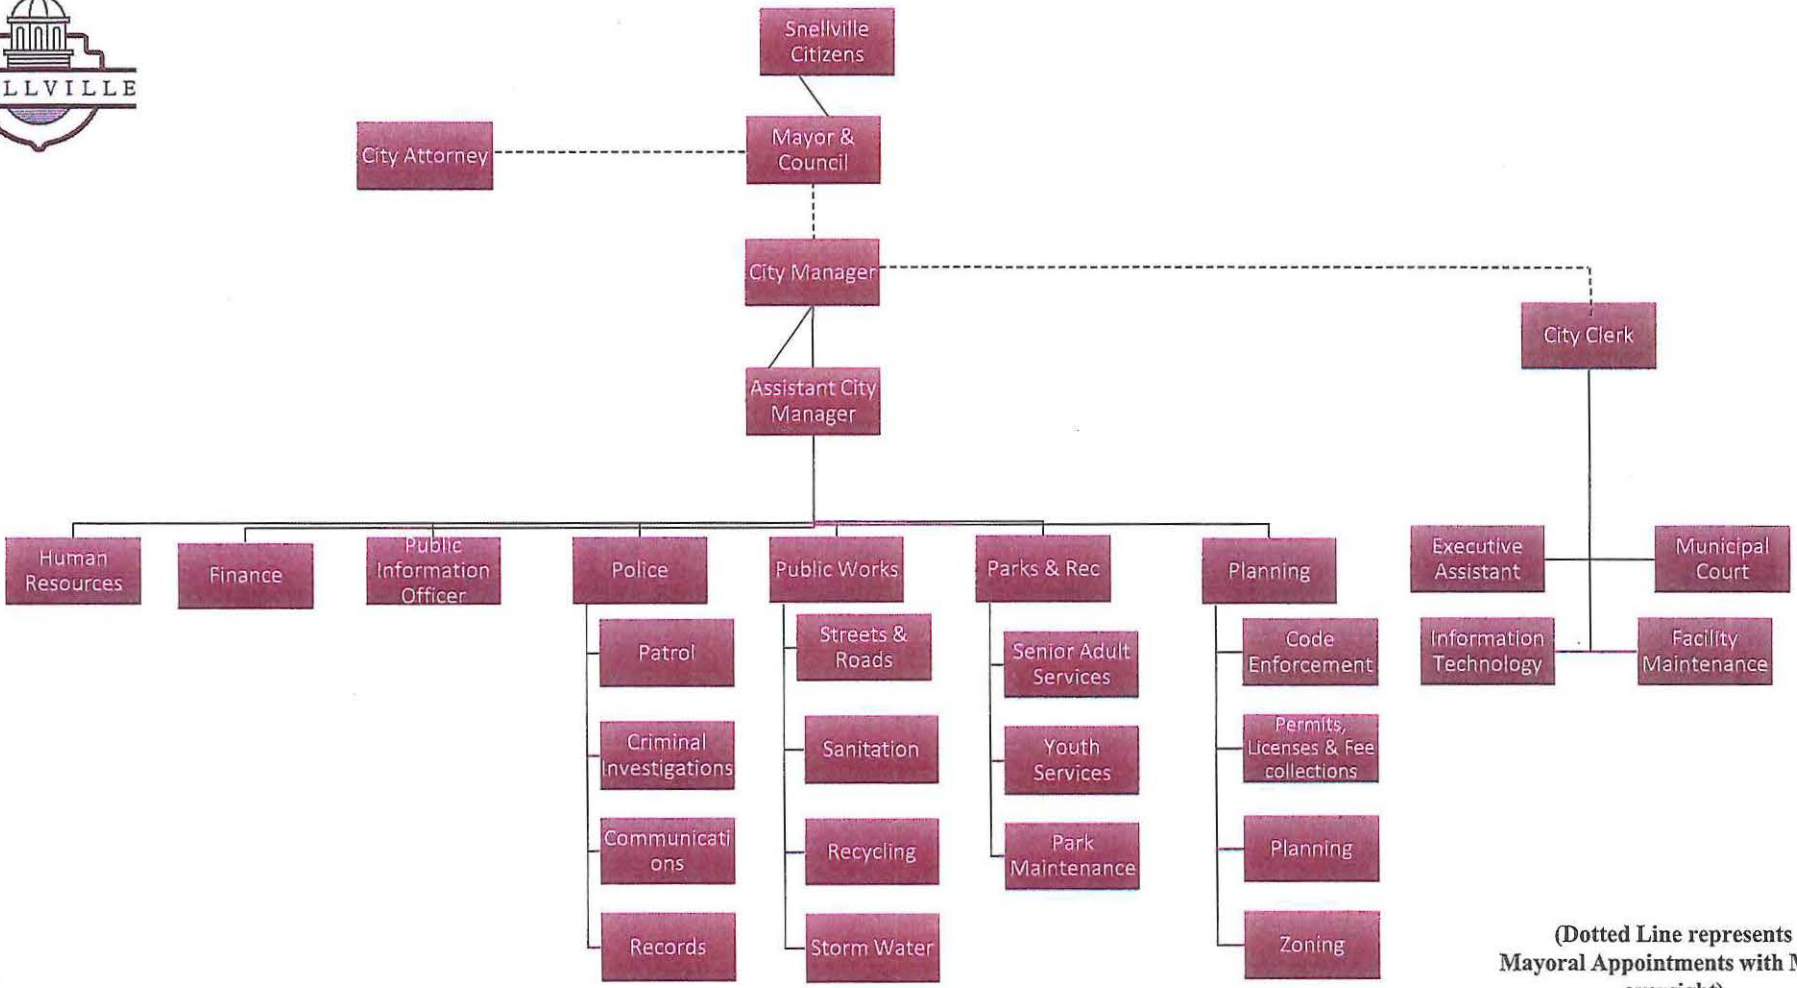 LLVILLE
Snellville
Citizens
City Attorney
Mayor &
Council
City Manager
City Clerk
Assistant City
Manager
Human
Resources
Finance
Public
Information
Officer
Police
Public Works
Parks & Rec
Planning
Executive
Assistant
Municipal
Court
Information
Technology
Facility
Maintenance
Patrol
Criminal
Investigations
Communicati
ons
Records
Streets &
Roads
Sanitation
Recycling
Storm Water
Senior Adult
Services
Youth
Services
Park
Maintenance
Code
Enforcement
Permits,
Licenses & Fee
collections
Planning
Zoning
(Dotted Line represents
Mayoral Appointments with